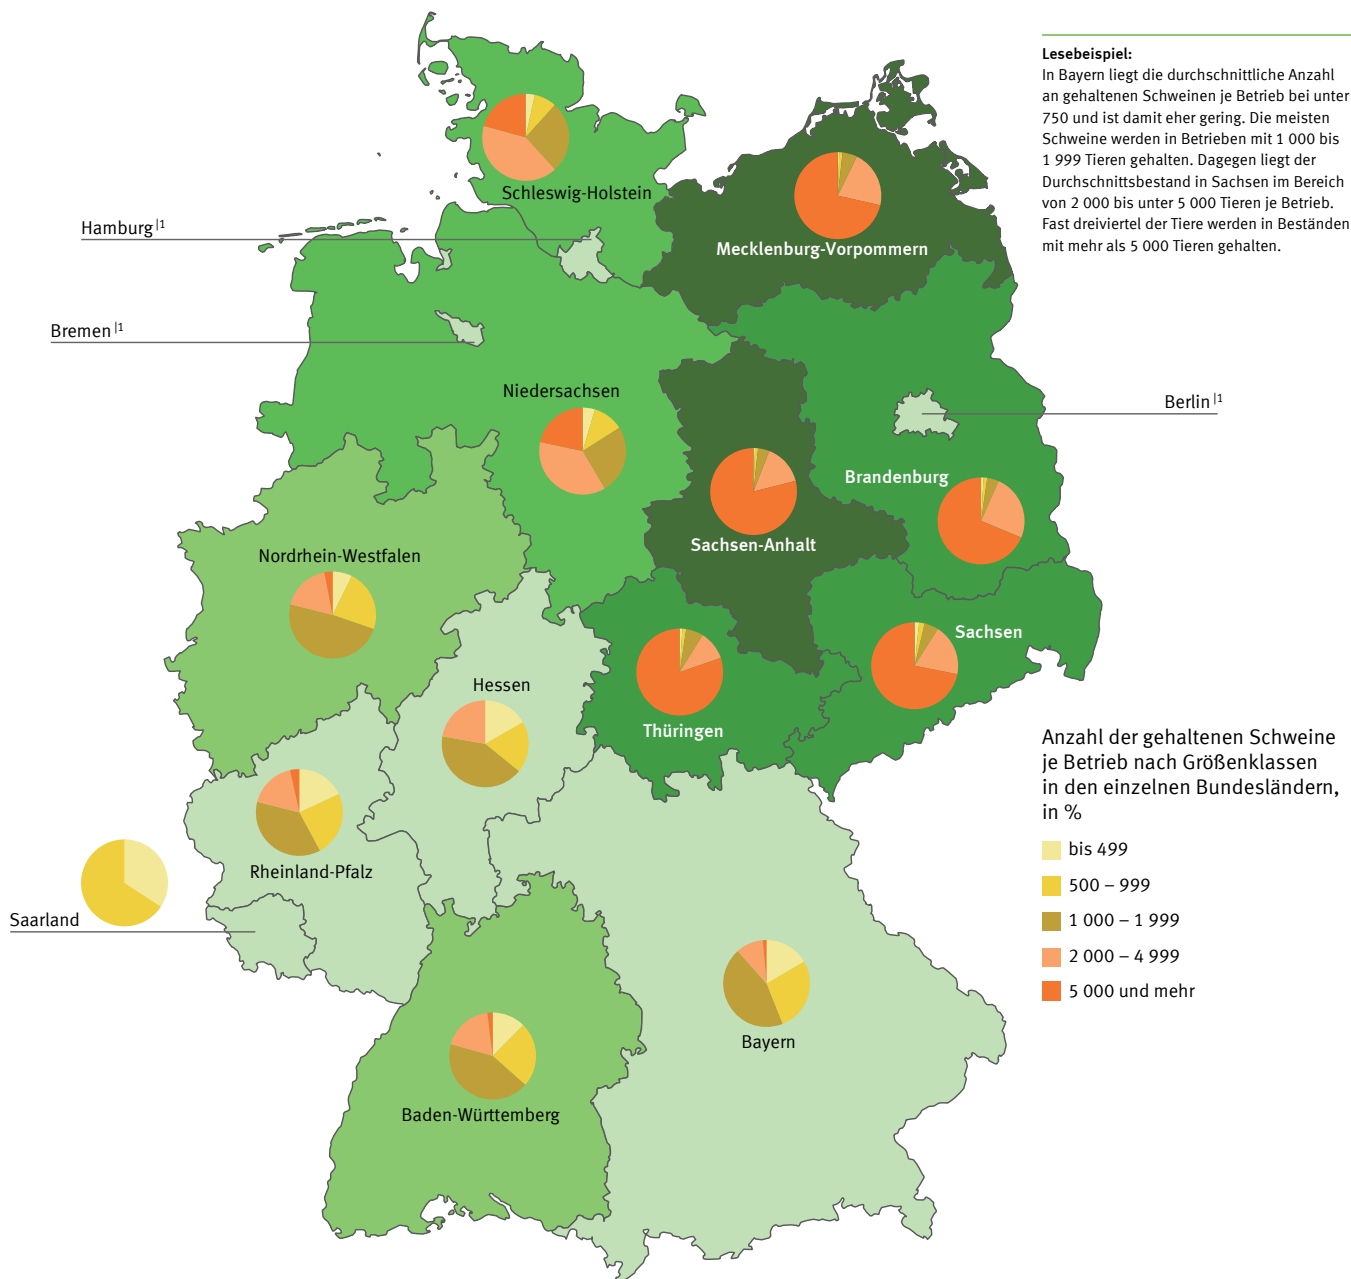 Lesebeispiel:
In Bayern liegt die durchschnittliche Anzahl
an gehaltenen Schweinen je Betrieb bei unter
750 und ist damit eher gering. Die meisten
Schweine werden in Betrieben mit 1 000 bis
1 999 Tieren gehalten. Dagegen liegt der
Durchschnittsbestand in Sachsen im Bereich
von 2 000 bis unter 5 000 Tieren je Betrieb.
Fast dreiviertel der Tiere werden in Beständen
mit mehr als 5 000 Tieren gehalten.
Schleswig-Holstein
Hamburg |1
Mecklenburg-Vorpommern
Bremen |1
Niedersachsen
Berlin |1
Brandenburg
Sachsen-Anhalt
Nordrhein-Westfalen
Sachsen
Hessen
Thüringen
Rheinland-Pfalz
Saarland
Bayern
Baden-Württemberg
Anzahl der gehaltenen Schweine
je Betrieb nach Größenklassen
in den einzelnen Bundesländern,
in %
bis 499
500 – 999
1 000 – 1 999
2 000 – 4 999
5 000 und mehr